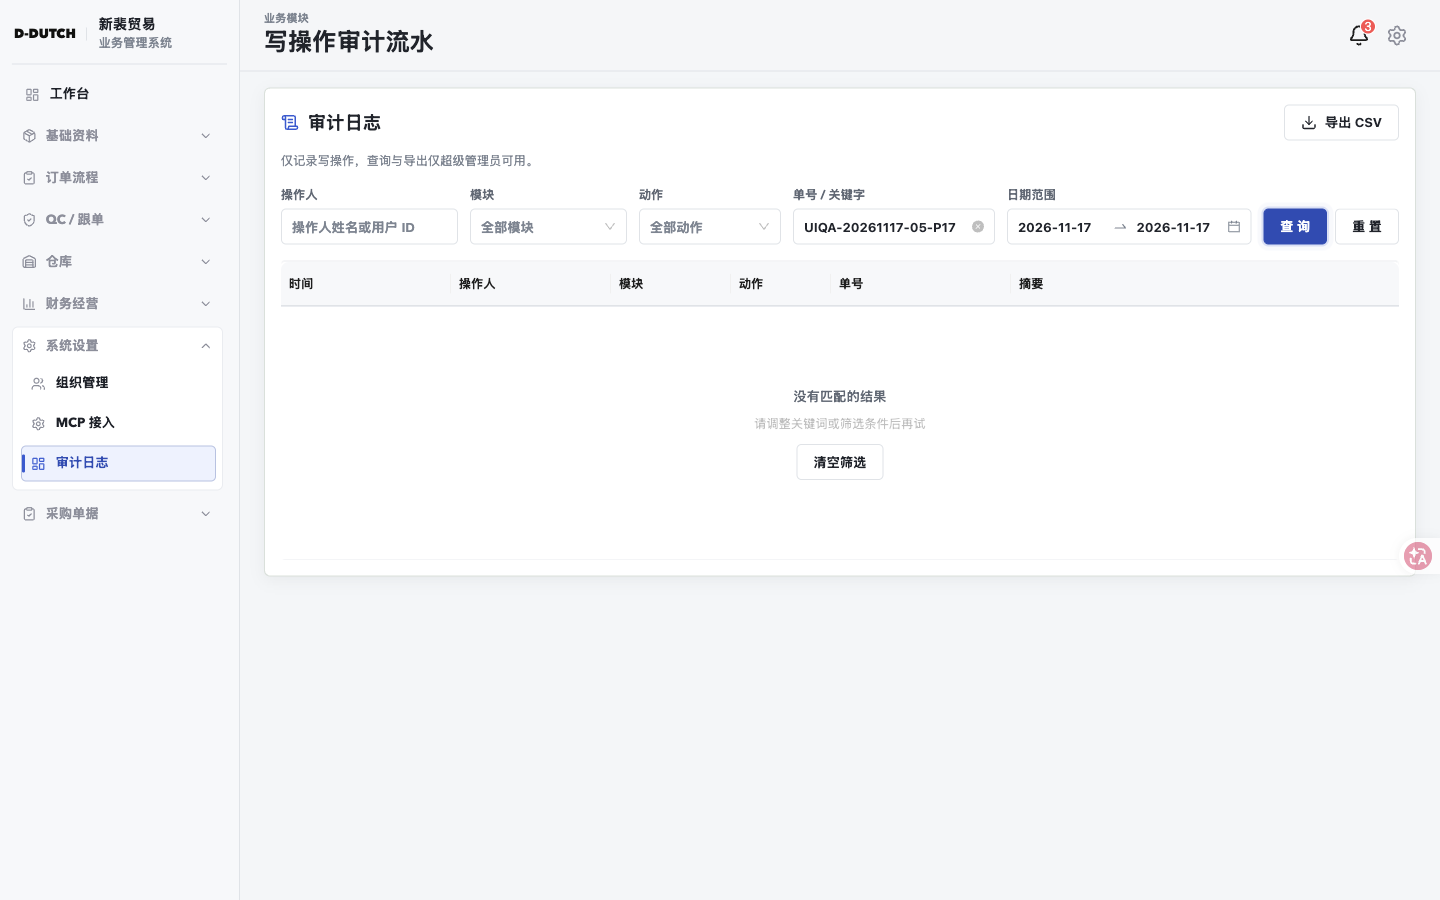 D-DUTCH
新裴贸易
业务管理系统
工作台
基础资料
订单流程
QC / 跟单
仓库
财务经营
系统设置
组织管理
MCP 接入
审计日志
采购单据
业务模块
写操作审计流水
3
审计日志
导出 CSV
仅记录写操作，查询与导出仅超级管理员可用。
操作人
模块
动作
单号 / 关键字
日期范围
操作人姓名或用户 ID
全部模块
全部动作
UIQA-20261117-05-P17
2026-11-17
2026-11-17
查 询
重 置
时间
操作人
模块
动作
单号
摘要
没有匹配的结果
请调整关键词或筛选条件后再试
清空筛选